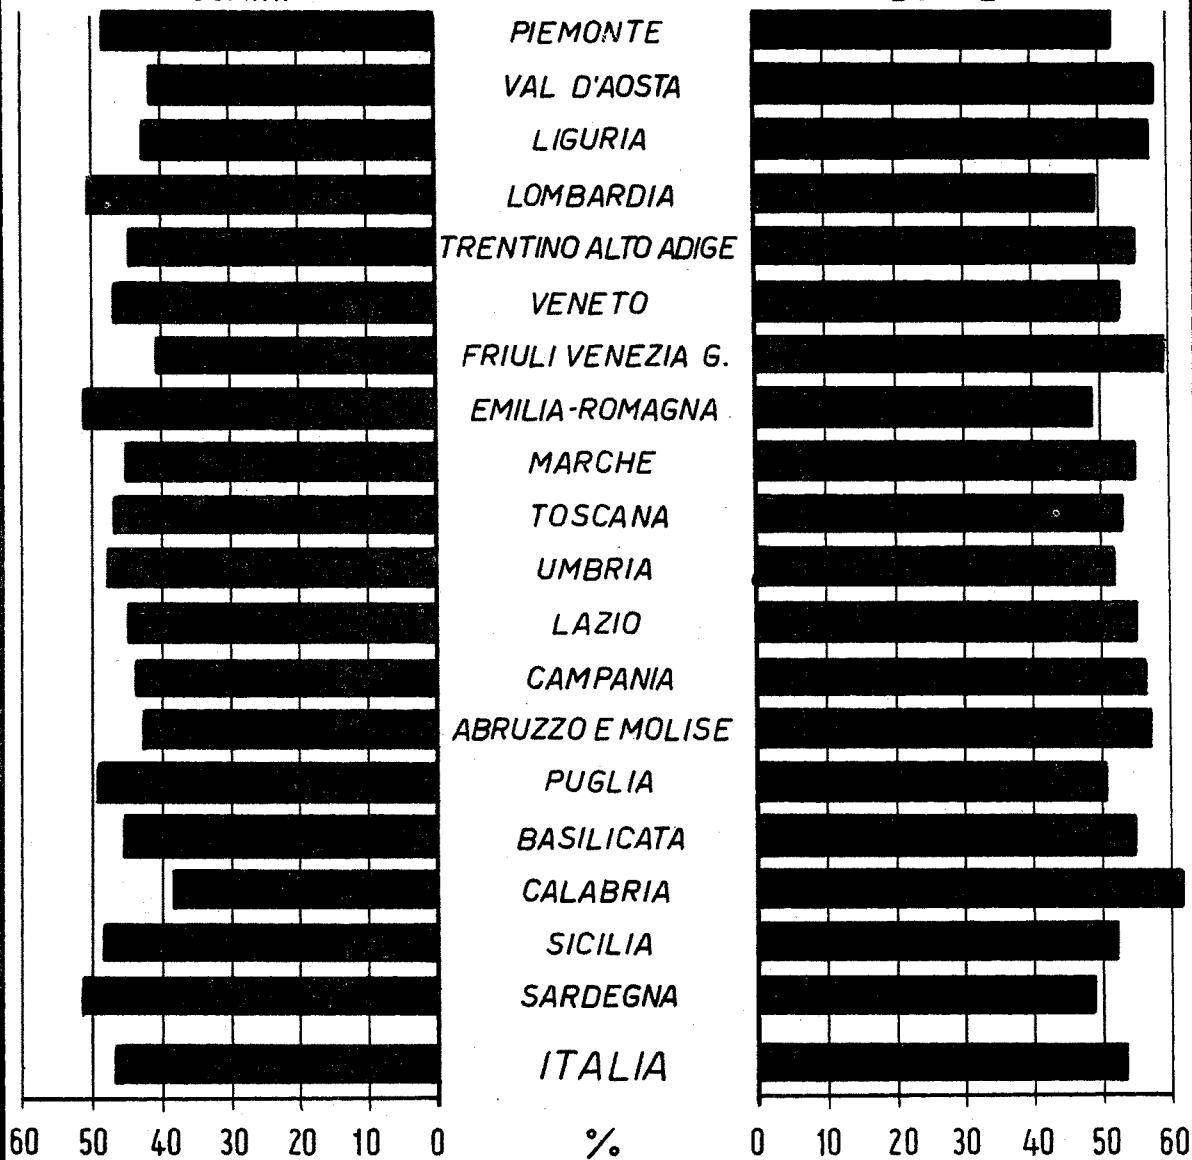 PIEMONTE
VAL D'AOSTA
LIGURIA
LOMBARDIA
TRENTINO ALTO ADIGE
VENETO
FRIULI VENEZIA G.
EMILIA-ROMAGNA
MARCHE
TOSCANA
UMBRIA
LAZIO
CAMPANIA
ABRUZZO E MOLISE
PUGLIA
BASILICATA
CALABRIA
SICILIA
SARDEGNA
ITALIA
60 50 40 30 20 10 0 % 0 10 20 30 40 50 60